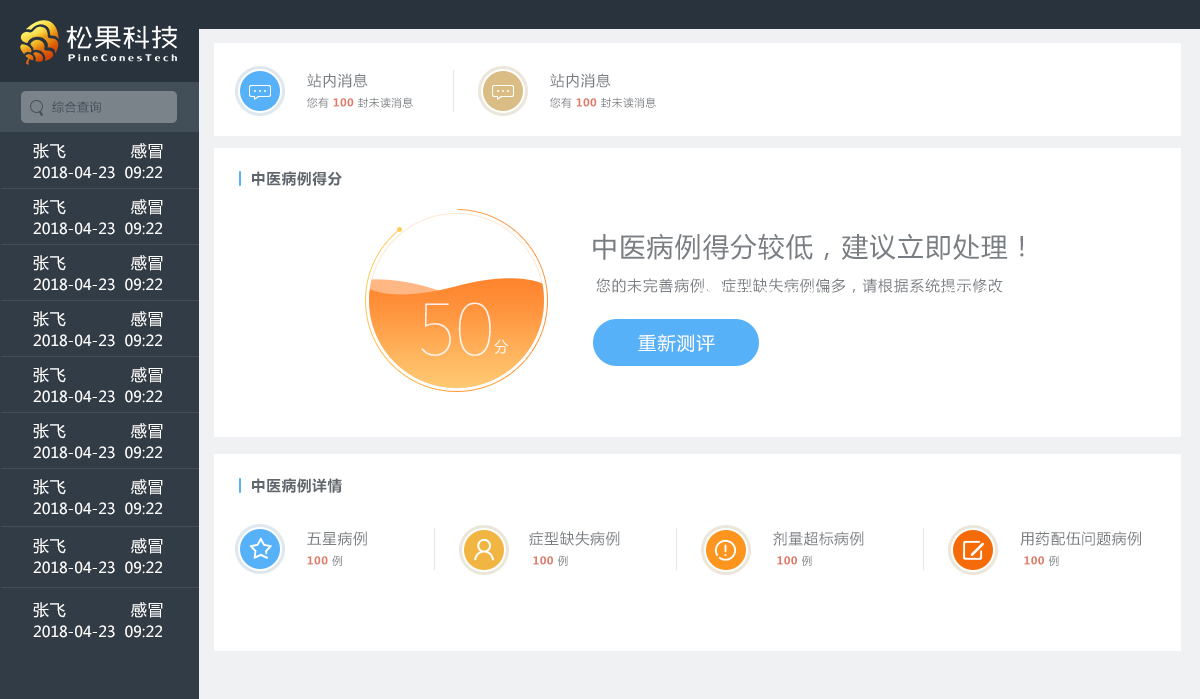 松果科技
PineConesTech
综合查询
张飞 感冒
2018-04-23 09:22
张飞 感冒
2018-04-23 09:22
张飞 感冒
2018-04-23 09:22
张飞 感冒
2018-04-23 09:22
张飞 感冒
2018-04-23 09:22
张飞 感冒
2018-04-23 09:22
张飞 感冒
2018-04-23 09:22
张飞 感冒
2018-04-23 09:22
张飞 感冒
2018-04-23 09:22
站内消息
您有 100 封未读消息
站内消息
您有 100 封未读消息
中医病例得分
50分
中医病例得分较低，建议立即处理！
您的未完善病例、症型缺失病例偏多，请根据系统提示修改
重新测评
中医病例详情
五星病例
100 例
症型缺失病例
100 例
剂量超标病例
100 例
用药配伍问题病例
100 例